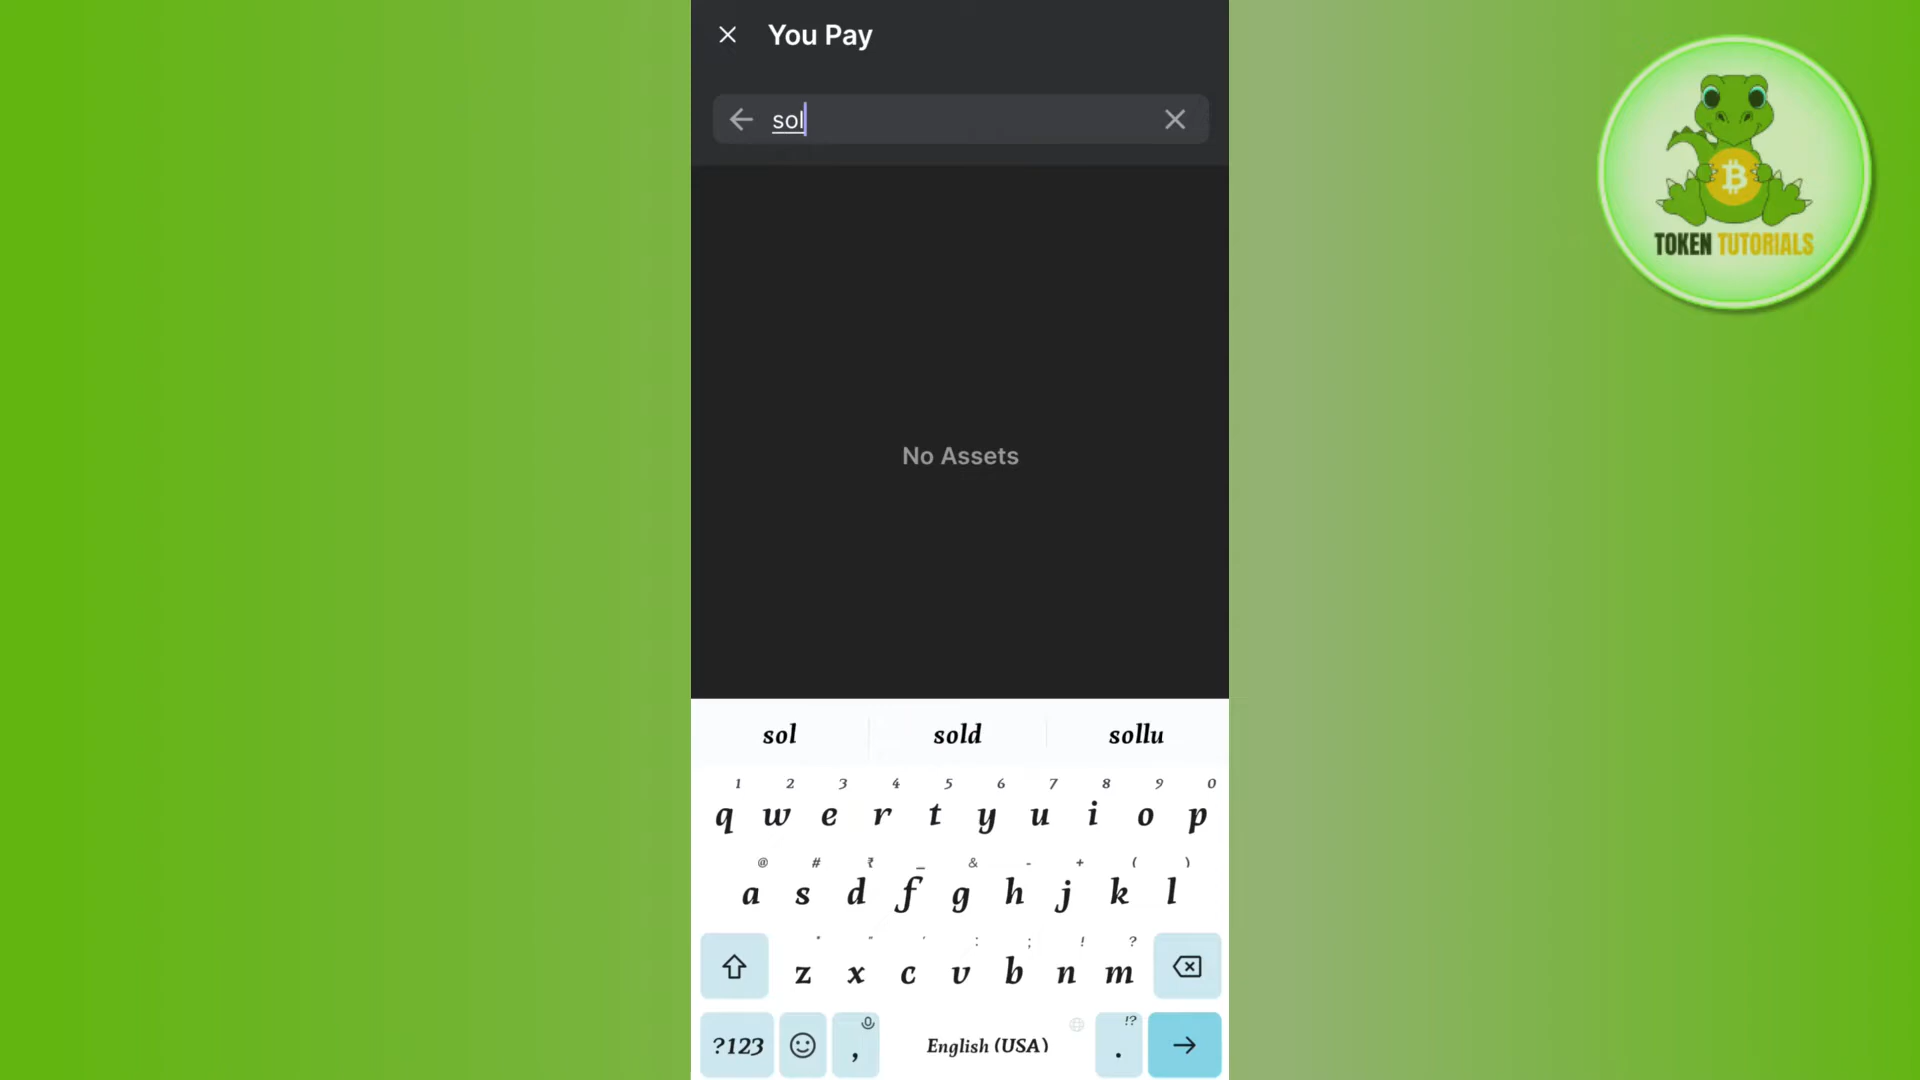 You Pay
sol
No Assets
sol sold sollu
1 2 3 4 5 6 7 8 9 0
q w e r t y u i o p
@ # ₹ _ & - + ( )
a s d f g h j k l
* " ' : ; ! ?
z x c v b n m
!?
?123 , English (USA) .
B
TOKEN TUTORIALS